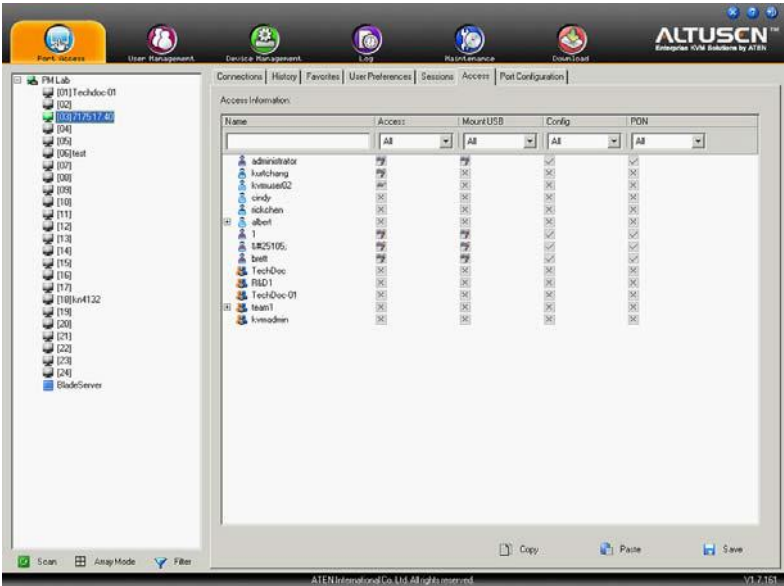 ALTUSEN™
Enterprise KVM Solutions by ATEN
Port Access
User Management
Device Management
Log
Maintenance
Download
PM Lab
[01]Techdoc-01
[02]
[03]717517.40
[04]
[05]
[06]test
[07]
[08]
[09]
[10]
[11]
[12]
[13]
[14]
[15]
[16]
[17]
[18]kn4132
[19]
[20]
[21]
[22]
[23]
[24]
BladeServer
Scan Array Mode Filter
Connections History Favorites User Preferences Sessions Access Port Configuration
Access Information:
Name Access Mount USB Config PON
All All All All
administrator
kurtchang
kvmuser02
cindy
rickchen
albert
1
&#25105;
brett
TechDoc
R&D1
TechDoc-01
team1
kvmadmin
Copy Paste Save
ATEN International Co., Ltd. All rights reserved.